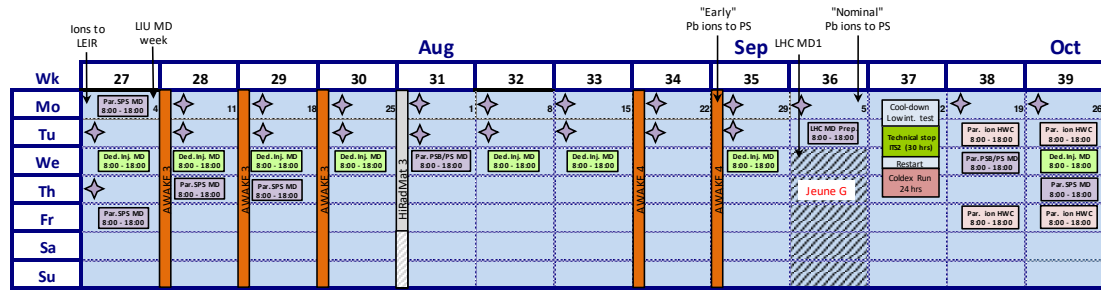 Ions to
LEIR
LIU MD
week
"Early"
Pb ions to PS
"Nominal"
Pb ions to PS
LHC MD1
Aug
Sep
Oct
Wk
27
28
29
30
31
32
33
34
35
36
37
38
39
Mo
Par.SPS MD
8:00 - 18:00
4
11
18
25
1
8
15
22
29
5
Cool-down
Low int. test
2
19
26
Tu
LHC MD Prep.
8:00 - 18:00
Technical stop
ITS2 (30 hrs)
Par. ion HWC
8:00 - 18:00
Par. ion HWC
8:00 - 18:00
We
Ded.Inj. MD
8:00 - 18:00
Ded.Inj. MD
8:00 - 18:00
Ded.Inj. MD
8:00 - 18:00
Ded.Inj. MD
8:00 - 18:00
Par.PSB/PS MD
8:00 - 18:00
Ded.Inj. MD
8:00 - 18:00
Ded.Inj. MD
8:00 - 18:00
Ded.Inj. MD
8:00 - 18:00
Restart
Par.PSB/PS MD
8:00 - 18:00
Ded.Inj. MD
8:00 - 18:00
Th
Par.SPS MD
8:00 - 18:00
Par.SPS MD
8:00 - 18:00
Jeune G
Coldex Run
24 hrs
Par.SPS MD
8:00 - 18:00
Fr
Par.SPS MD
8:00 - 18:00
Par. ion HWC
8:00 - 18:00
Par. ion HWC
8:00 - 18:00
Sa
Su
AWAKE 3
AWAKE 3
AWAKE 3
HiRadMat 3
AWAKE 4
AWAKE 4